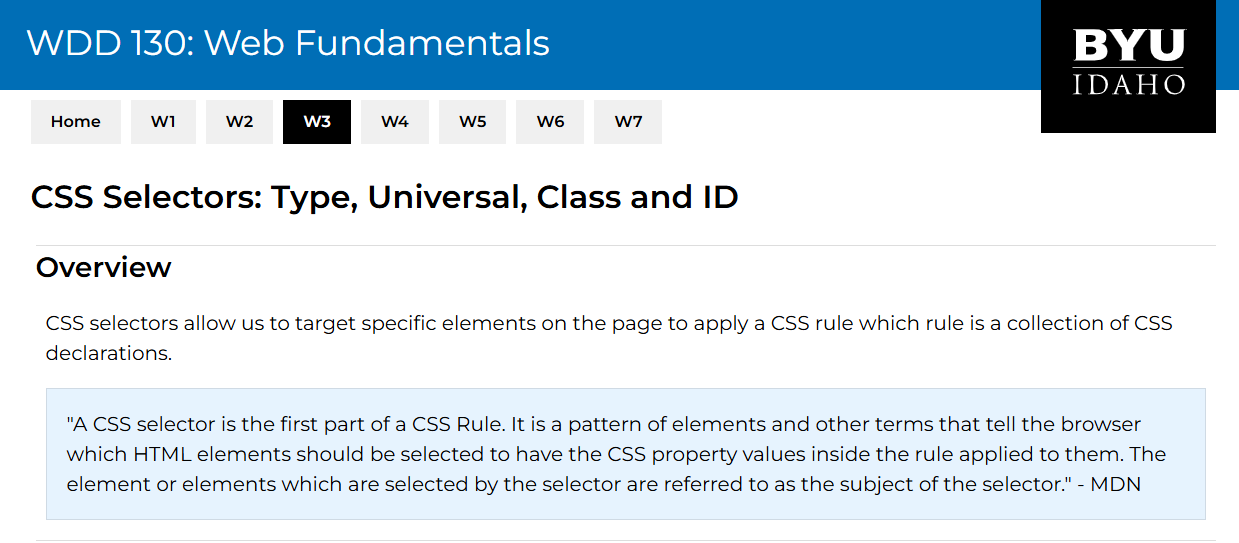 WDD 130: Web Fundamentals
BYU
IDAHO
Home W1 W2 W3 W4 W5 W6 W7
CSS Selectors: Type, Universal, Class and ID
Overview
CSS selectors allow us to target specific elements on the page to apply a CSS rule which rule is a collection of CSS
declarations.
"A CSS selector is the first part of a CSS Rule. It is a pattern of elements and other terms that tell the browser
which HTML elements should be selected to have the CSS property values inside the rule applied to them. The
element or elements which are selected by the selector are referred to as the subject of the selector." - MDN